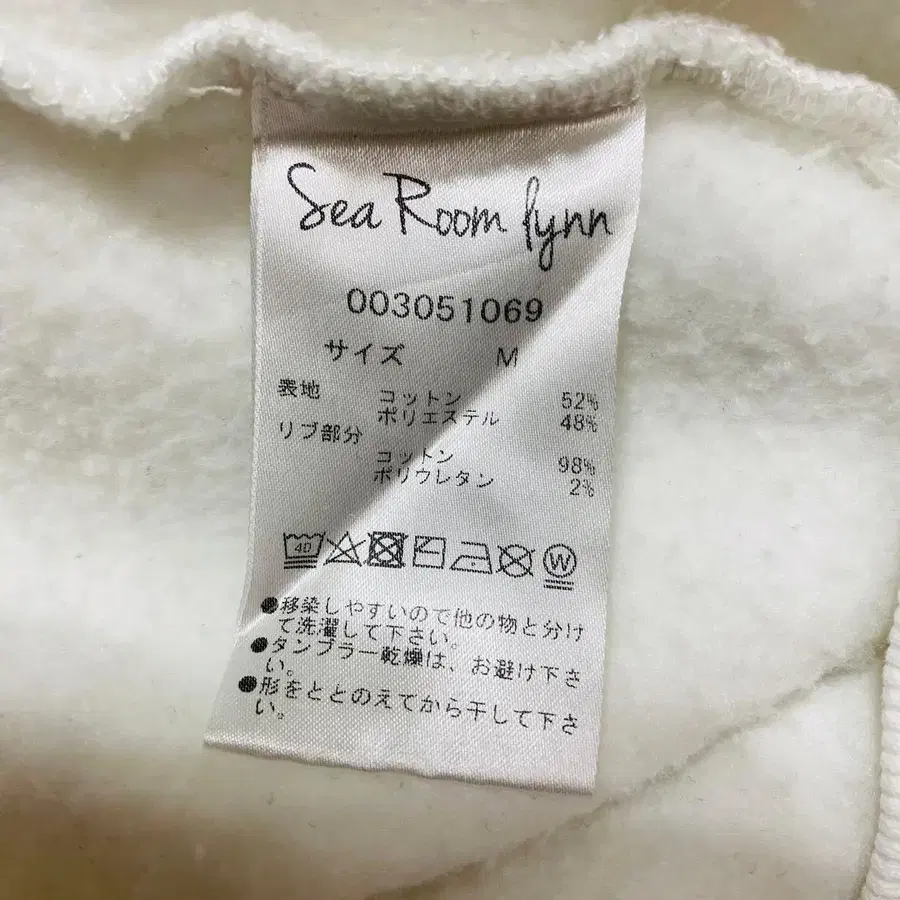 Sea Room lynn
003051069
サイズ M
表地 コットン 52%
ポリエステル 48%
リブ部分
コットン 98%
ポリウレタン 2%
40 W
●移染しやすいので他の物と分け
て洗濯して下さい。
●タンブラー乾燥は、お避け下さ
い。
●形をととのえてから干して下さ
い。